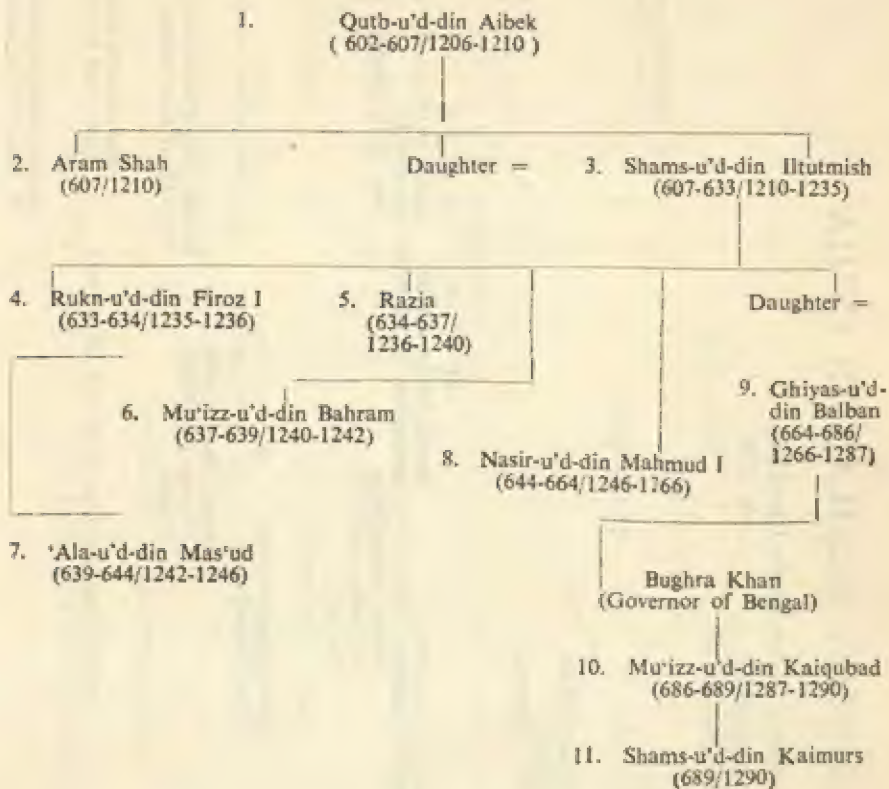 1. Qutb-u'd-din Aibek
( 602-607/1206-1210 )
2. Aram Shah
(607/1210)
Daughter =
3. Shams-u'd-din Iltutmish
(607-633/1210-1235)
4. Rukn-u'd-din Firoz I
(633-634/1235-1236)
5. Razia
(634-637/
1236-1240)
Daughter =
6. Mu‘izz-u'd-din Bahram
(637-639/1240-1242)
9. Ghiyas-u'd-
din Balban
(664-686/
1266-1287)
8. Nasir-u'd-din Mahmud I
(644-664/1246-1266)
7. ‘Ala-u'd-din Mas‘ud
(639-644/1242-1246)
Bughra Khan
(Governor of Bengal)
10. Mu‘izz-u'd-din Kaiqubad
(686-689/1287-1290)
11. Shams-u'd-din Kaimurs
(689/1290)